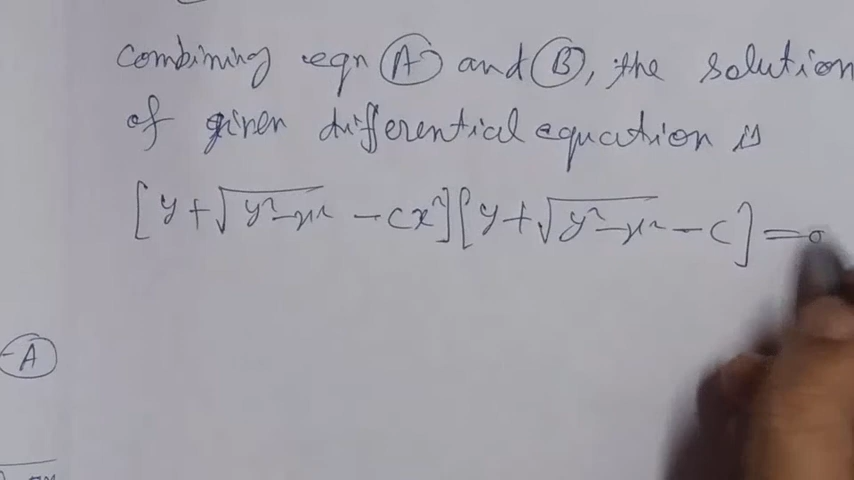 combining eqn (A) and (B), the solution
of given differential equation is
[y+√(y²-x²) -cx²][y+√(y²-x²) -c]=0
-(A)